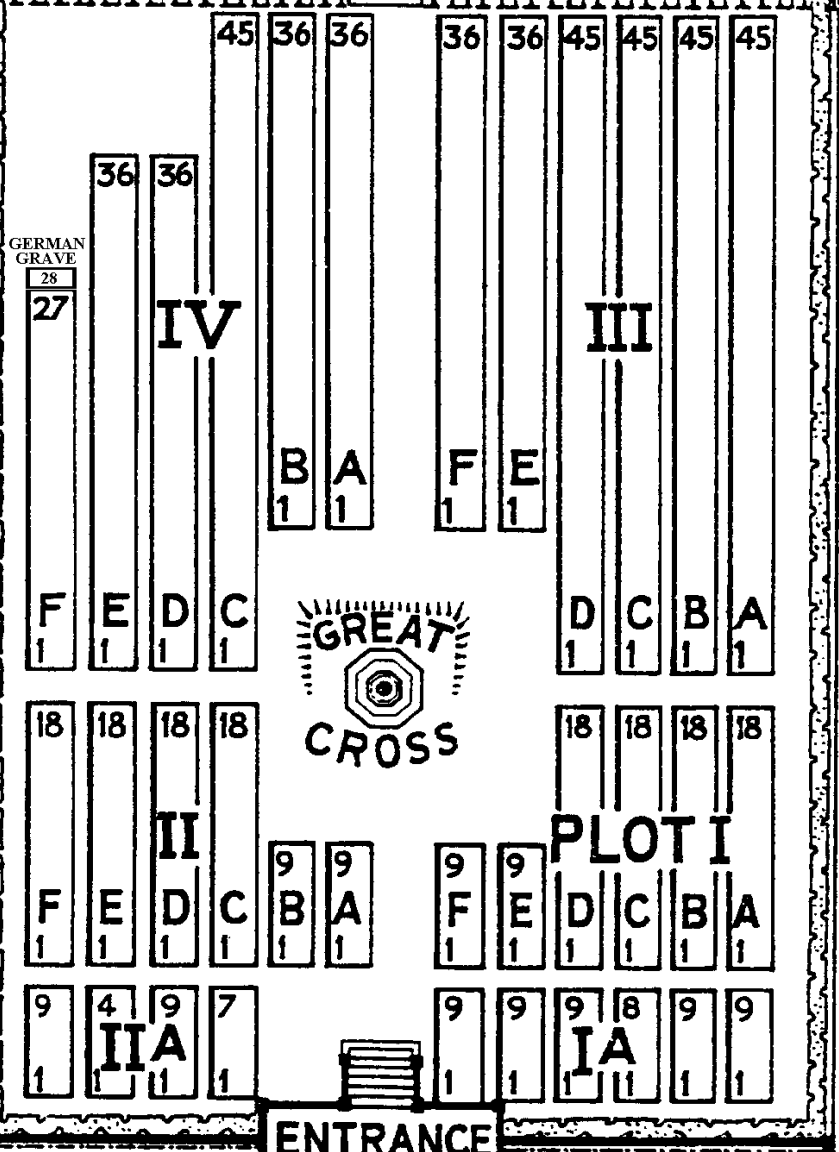 45 36 36 36 36 45 45 45 45
36 36
GERMAN
GRAVE
28
27
IV III
B A F E
1 1 1 1
F E D C D C B A
1 1 1 1 1 1 1 1
GREAT
CROSS
18 18 18 18 18 18 18 18
II PLOT I
9 9 9 9
F E D C B A F E D C B A
1 1 1 1 1 1 1 1 1 1 1 1
9 4 9 7 9 9 9 8 9 9
IIA IA
1 1 1 1 1 1 1 1 1 1
ENTRANCE